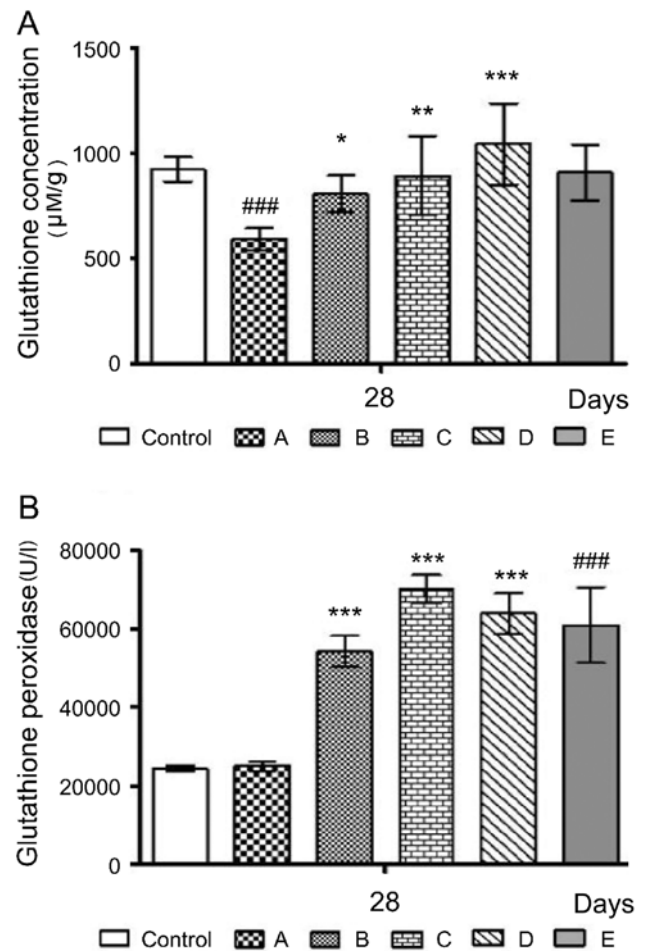 A
Glutathione concentration
(µM/g)
1500
1000
500
0
###
*
**
***
28
Days
Control A B C D E
B
Glutathione peroxidase (U/l)
80000
60000
40000
20000
0
***
***
***
###
28
Days
Control A B C D E